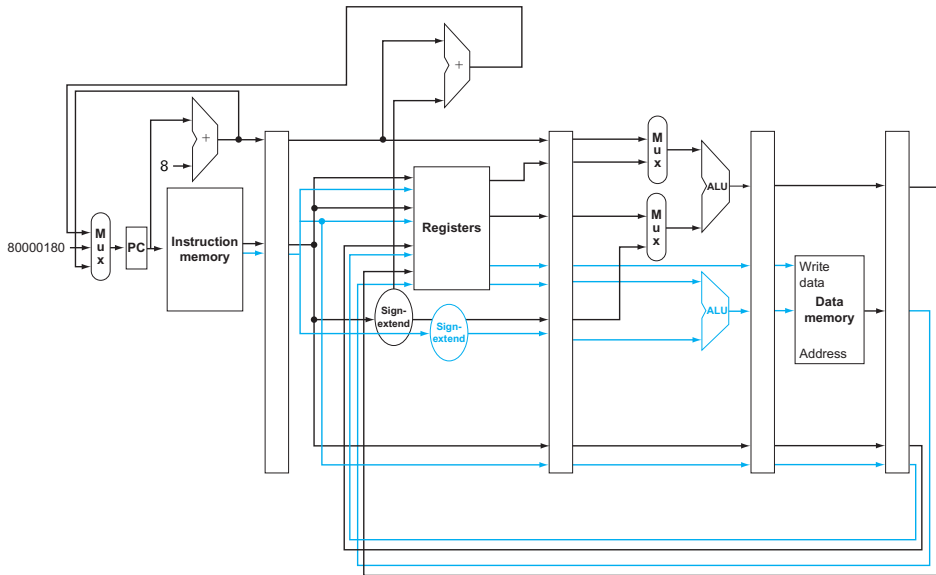 +
+
8
M
u
x
80000180
PC
Instruction
memory
Registers
Sign-
extend
Sign-
extend
M
u
x
M
u
x
ALU
ALU
Write
data
Data
memory
Address